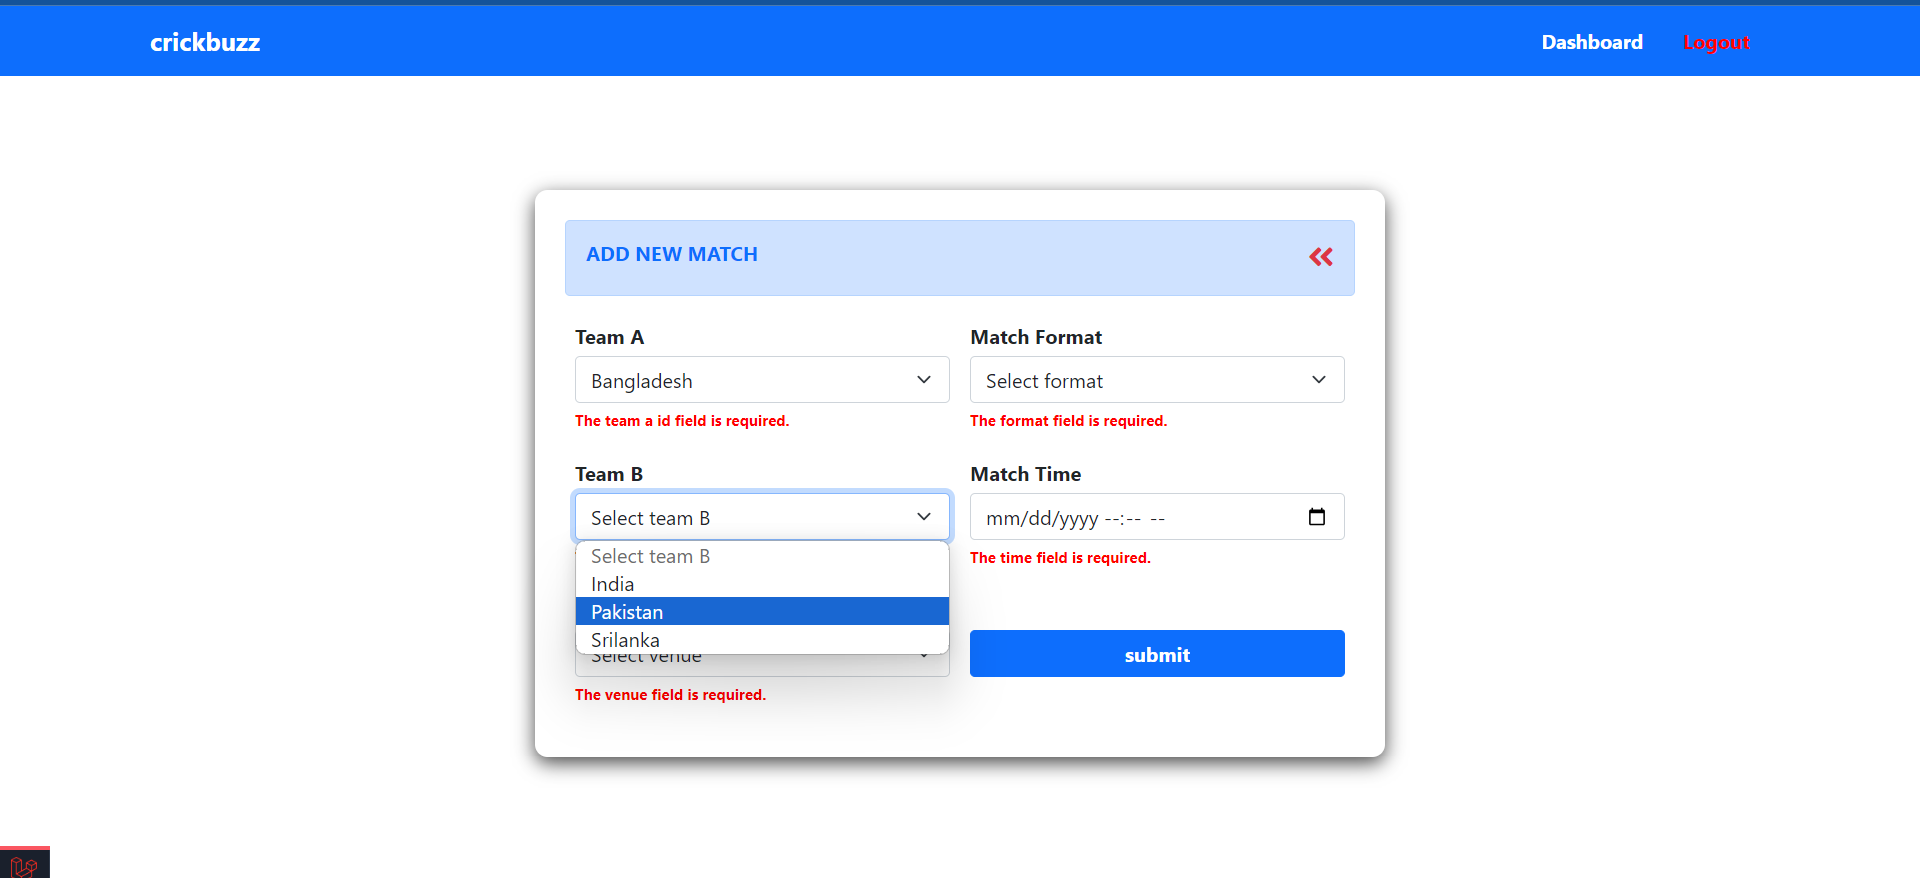 crickbuzz
Dashboard
Logout
ADD NEW MATCH
Team A
Bangladesh
The team a id field is required.
Match Format
Select format
The format field is required.
Team B
Select team B
Select team B
India
Pakistan
Srilanka
Match Time
mm/dd/yyyy --:-- --
The time field is required.
Select venue
The venue field is required.
submit